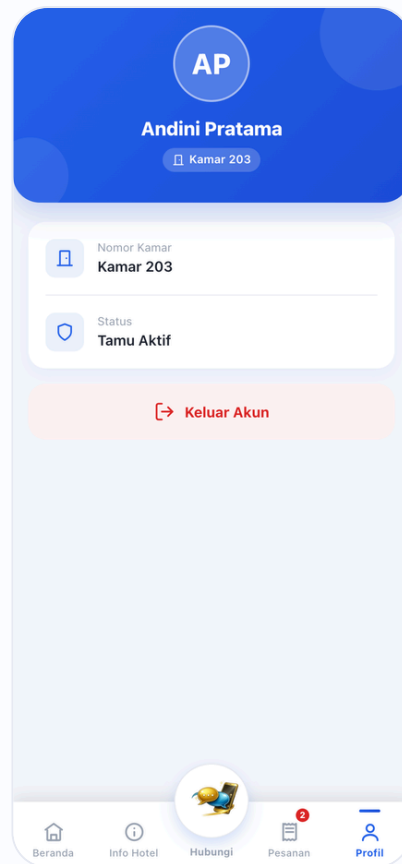 AP
Andini Pratama
Kamar 203
Nomor Kamar
Kamar 203
Status
Tamu Aktif
Keluar Akun
2
Beranda
Info Hotel
Hubungi
Pesanan
Profil